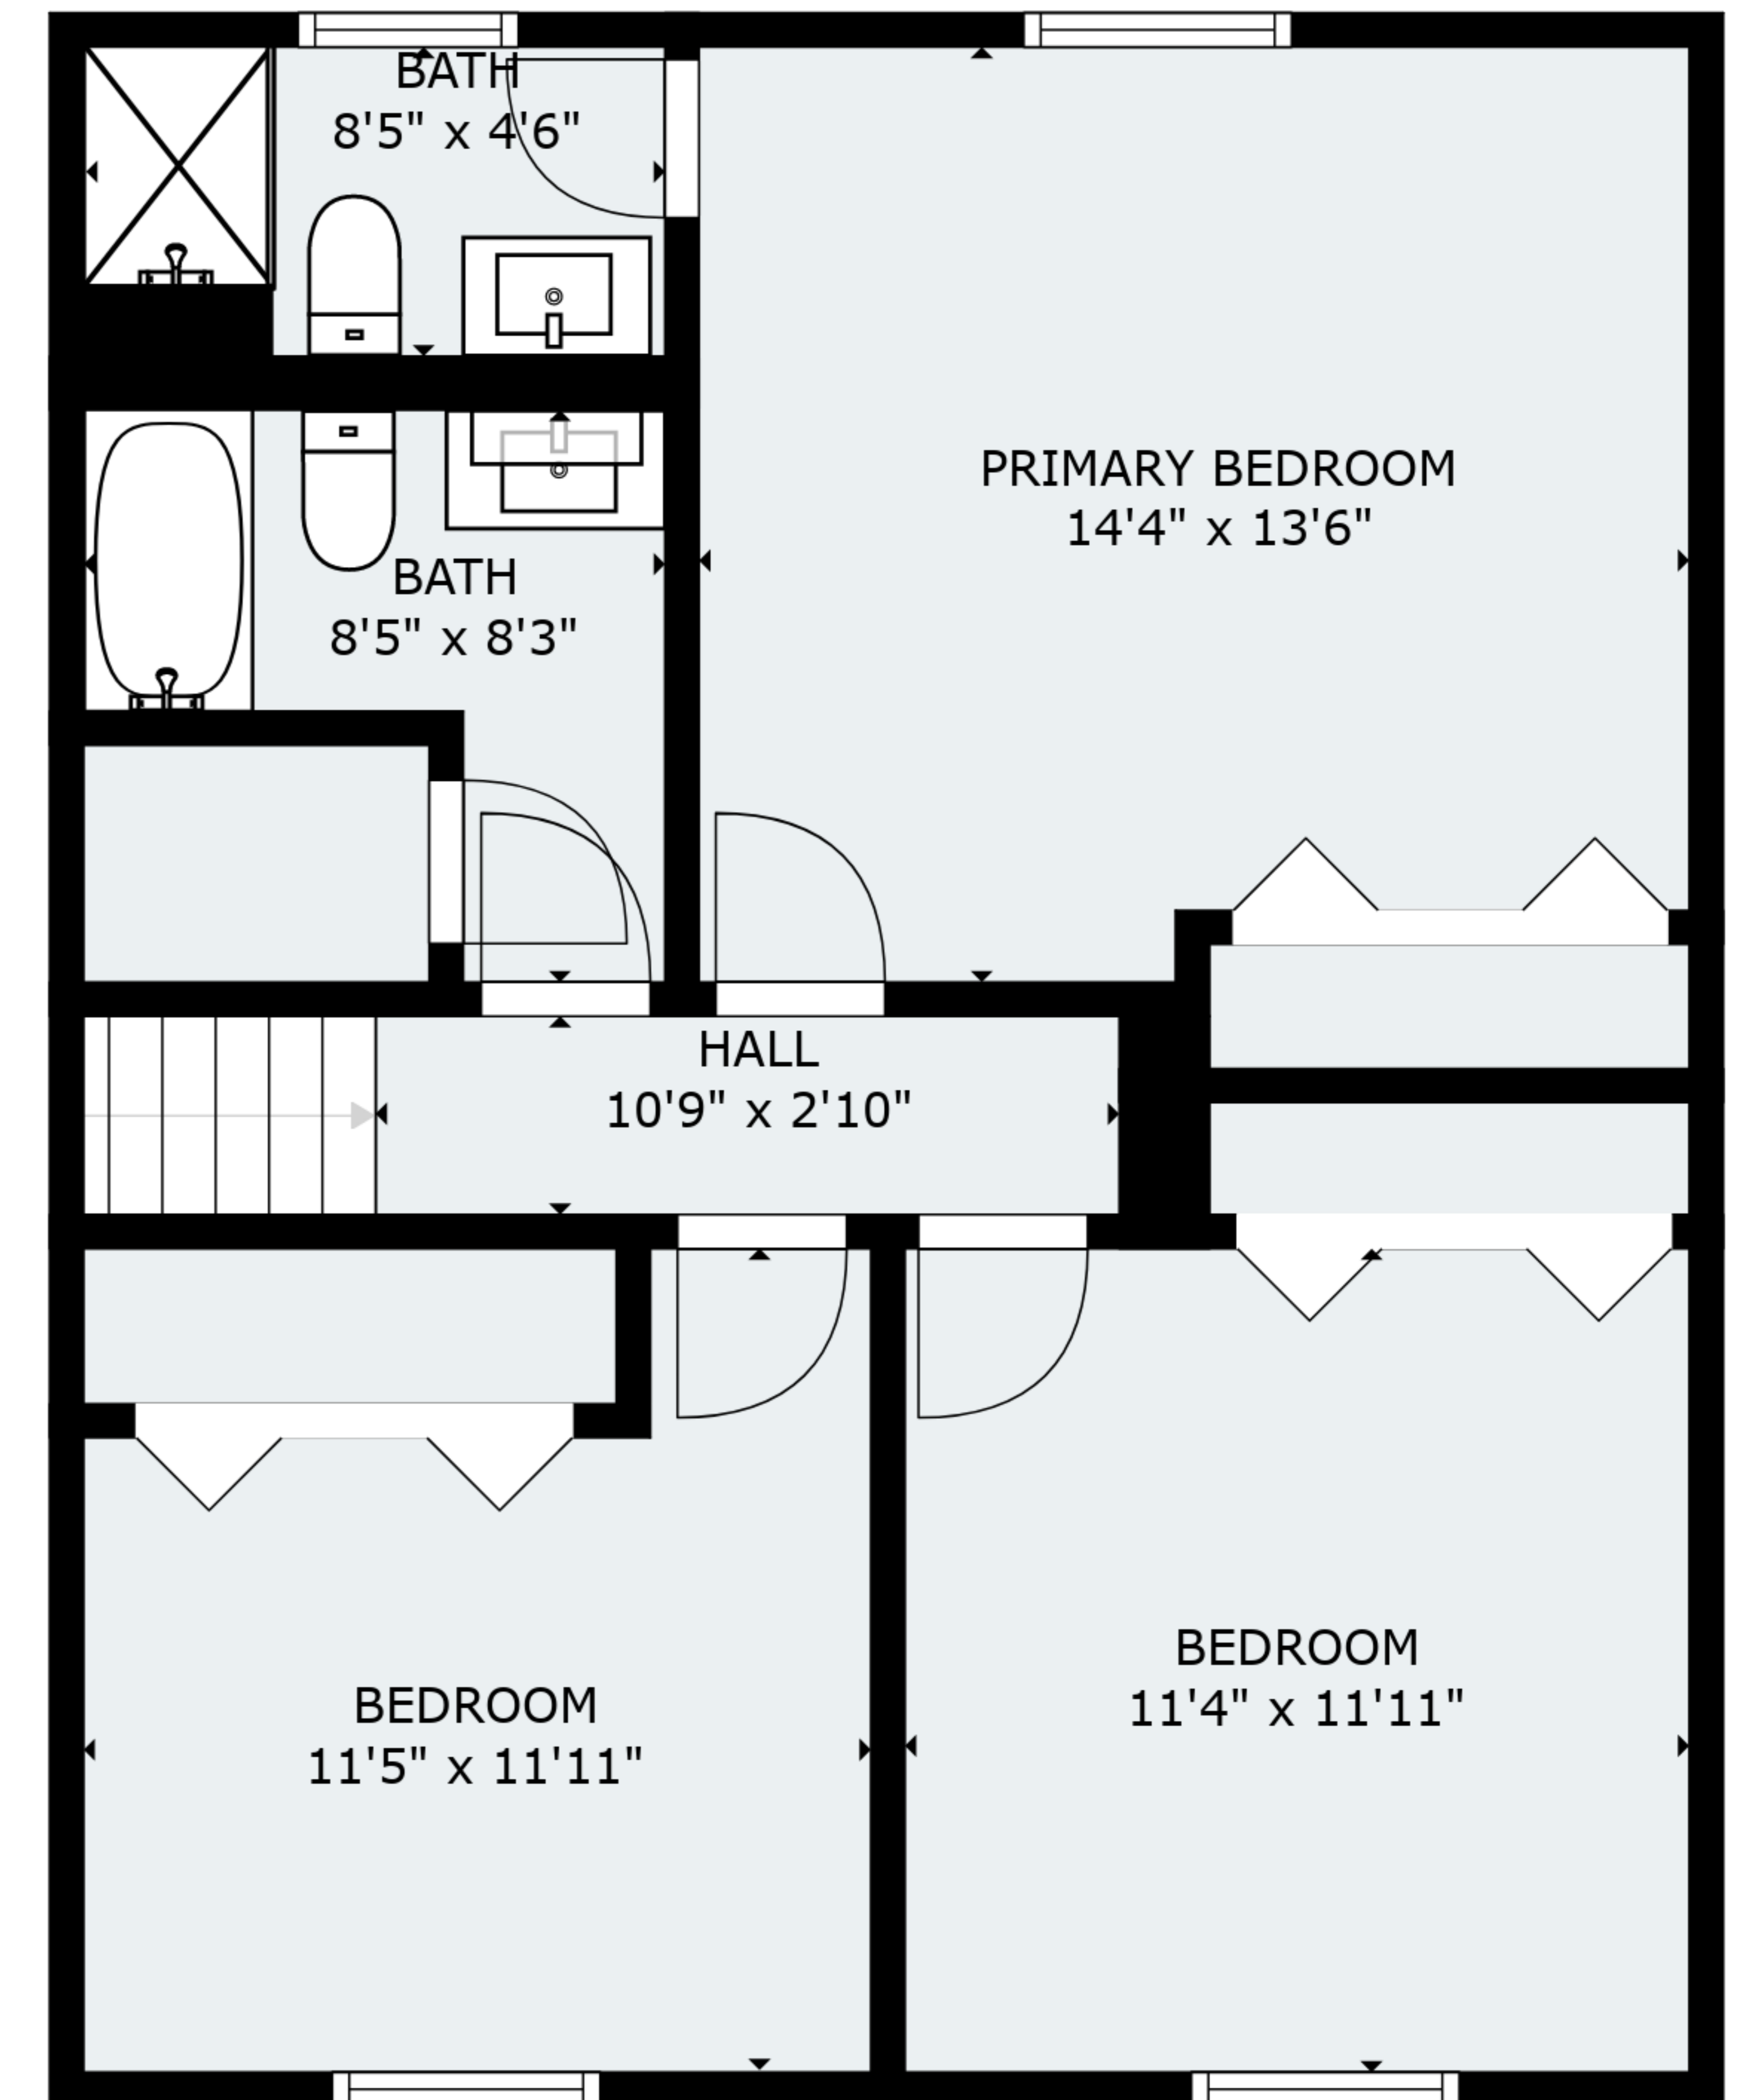 BATH
8'5" x 4'6"
PRIMARY BEDROOM
14'4" x 13'6"
BATH
8'5" x 8'3"
HALL
10'9" x 2'10"
BEDROOM
11'4" x 11'11"
BEDROOM
11'5" x 11'11"